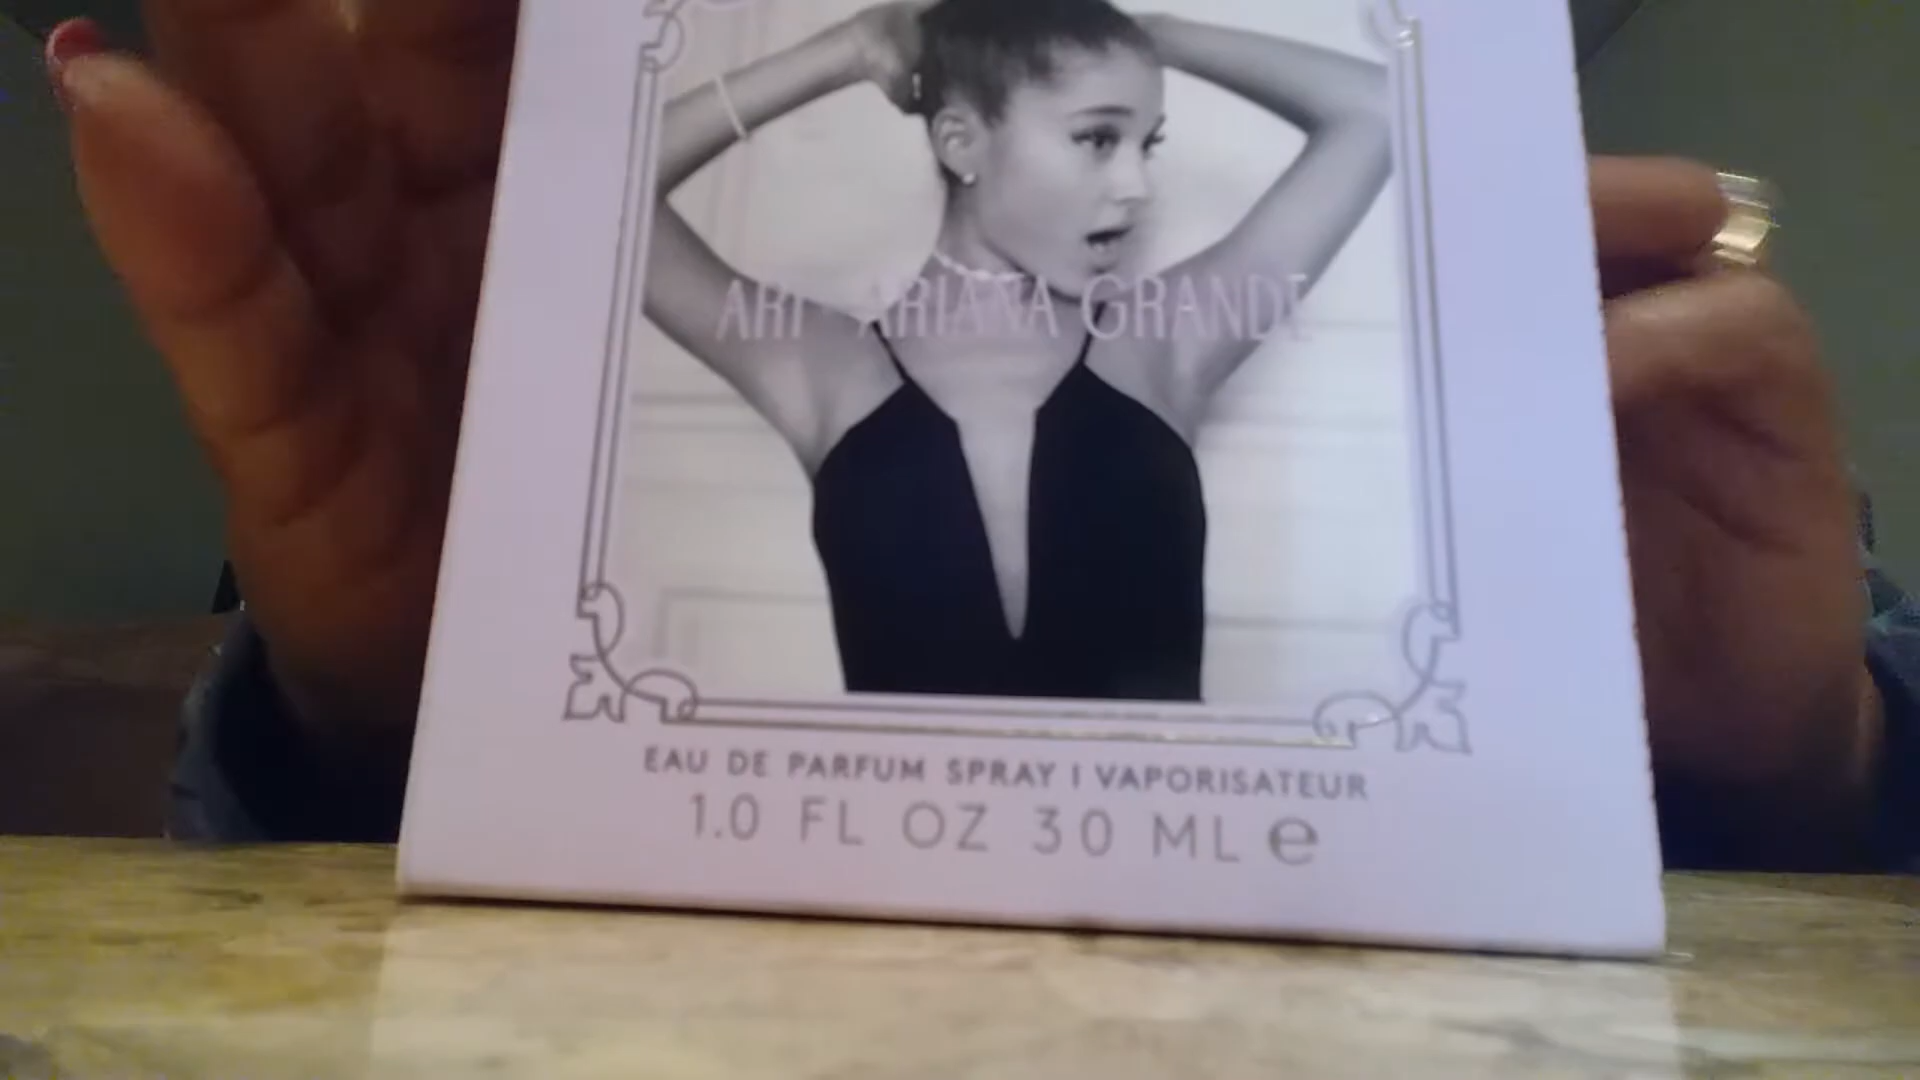 ARI ARIANA GRANDE
EAU DE PARFUM SPRAY | VAPORISATEUR
1.0 FL OZ 30 ML ℮